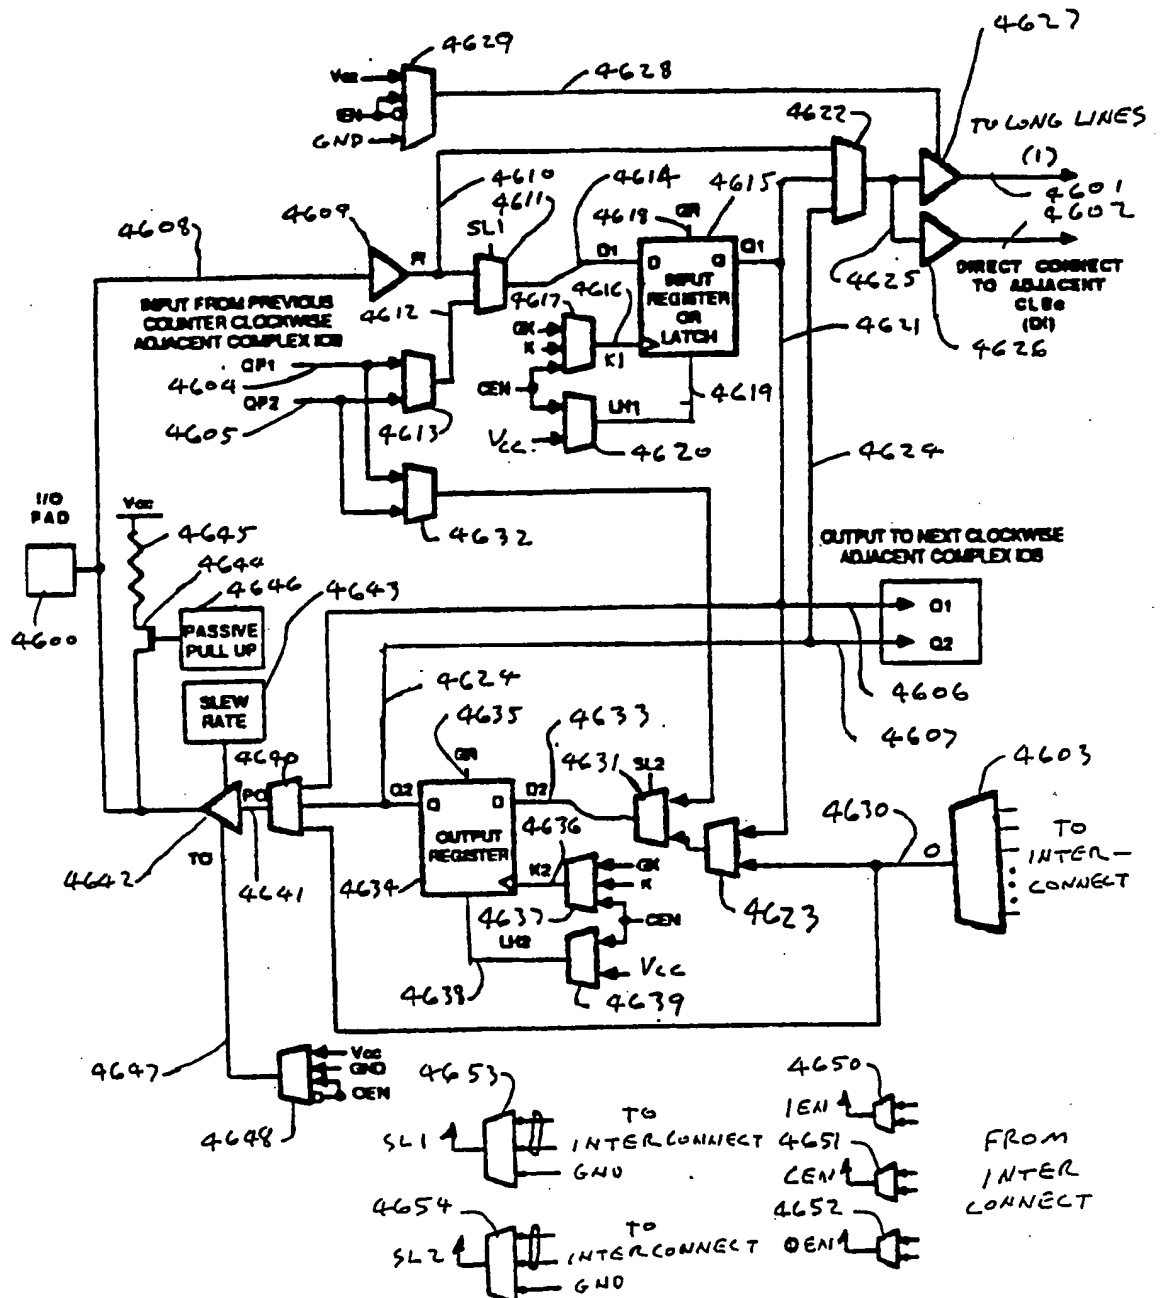 4629
4627
Vcc
IEN
GND
4628
4622
TO LONG LINES
(1)
4601
4602
DIRECT CONNECT
TO ADJACENT
CLBs
(DI)
4625
4626
4608
4609
4610
4611
4614
4615
4618
GR
PI
SL1
D1
D
Q
Q1
INPUT
REGISTER
OR
LATCH
INPUT FROM PREVIOUS
COUNTER CLOCKWISE
ADJACENT COMPLEX IOB
4612
4617
4616
GK
K
K1
4621
QP1
4604
QP2
4605
4613
CEN
LH1
4619
VCC
4620
4624
4632
I/O
PAD
4600
Vcc
4645
4644
4646
4643
PASSIVE
PULL UP
SLEW
RATE
OUTPUT TO NEXT CLOCKWISE
ADJACENT COMPLEX IOB
Q1
Q2
4606
4607
4624
4635
4633
4631
SL2
4603
4640
PO
Q2
GR
Q
D
D2
OUTPUT
REGISTER
4636
4630
O
TO
INTER-
CONNECT
TO
4642
4641
4634
K2
GK
K
4637
CEN
4623
LH2
VCC
4638
4639
4647
Vcc
GND
OEN
4648
4653
SL1
TO
INTERCONNECT
GND
4654
SL2
TO
INTERCONNECT
GND
4650
IEN
4651
CEN
4652
OEN
FROM
INTER
CONNECT